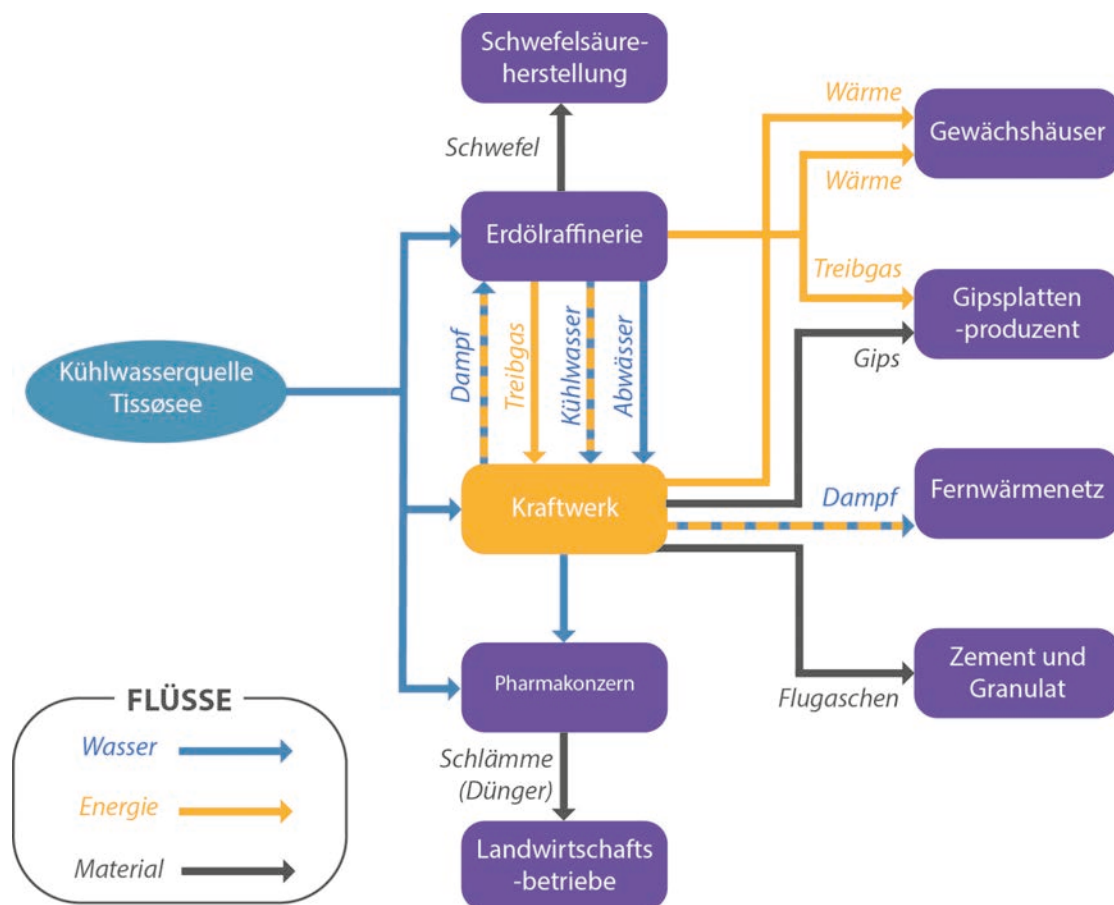 Schwefelsäure-
herstellung
Schwefel
Wärme
Gewächshäuser
Wärme
Erdölraffinerie
Treibgas
Gipsplatten
-produzent
Gips
Dampf
Treibgas
Kühlwasser
Abwässer
Kühlwasserquelle
Tissøsee
Kraftwerk
Dampf
Fernwärmenetz
Pharmakonzern
Zement und
Granulat
Flugaschen
Schlämme
(Dünger)
Landwirtschafts
-betriebe
FLÜSSE
Wasser
Energie
Material